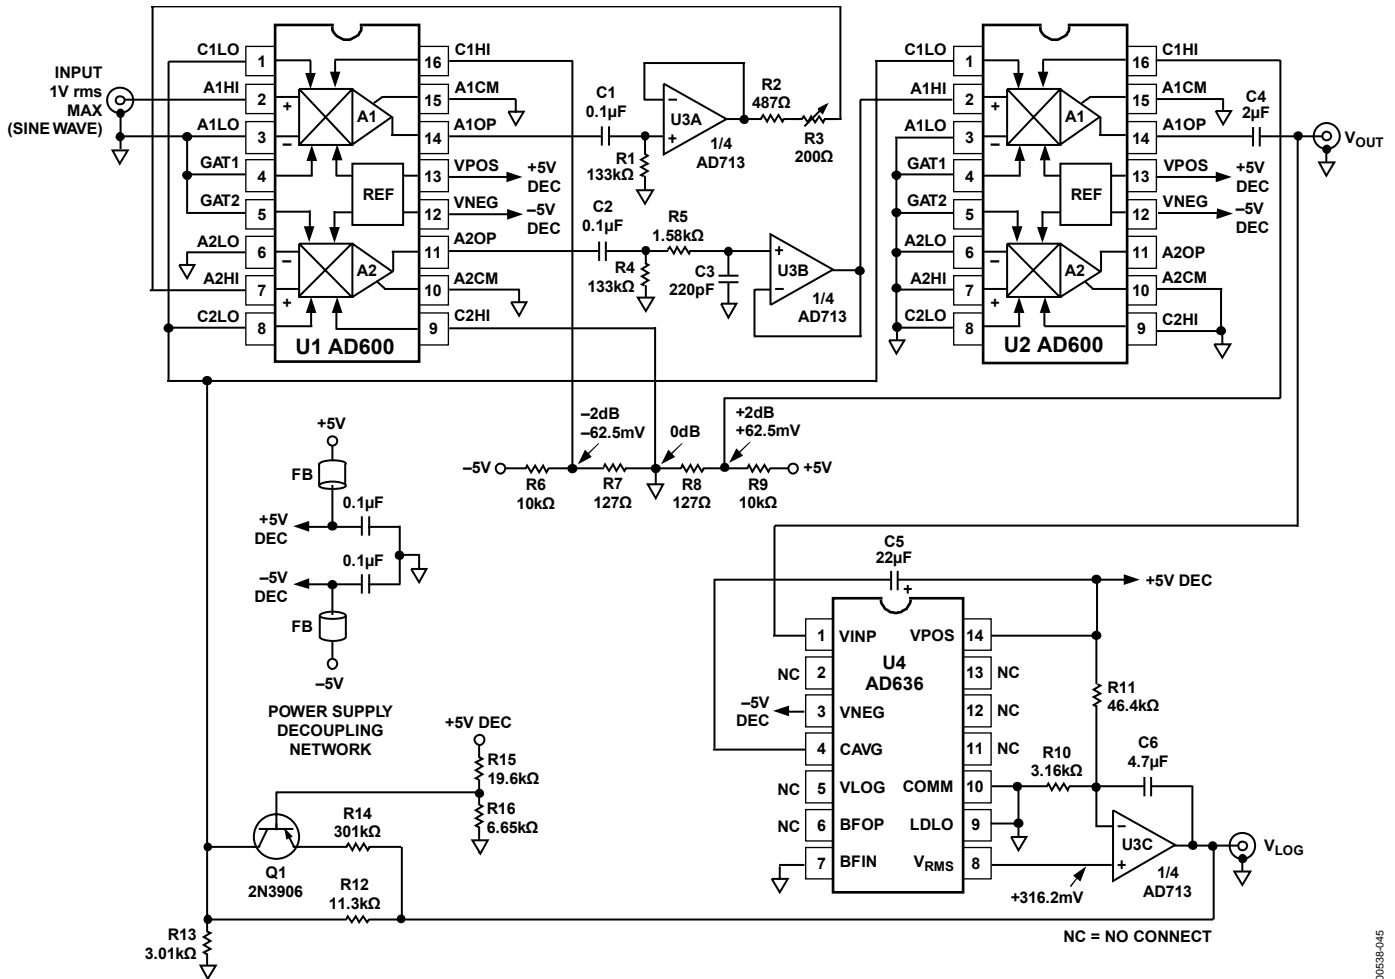 INPUT
1V rms
MAX
(SINE WAVE)
C1LO
1
A1HI
2
+
A1LO
3
–
GAT1
4
GAT2
5
A2LO
6
–
A2HI
7
+
C2LO
8
A1
REF
A2
C1HI
16
A1CM
15
A1OP
14
VPOS
13
+5V
DEC
VNEG
12
–5V
DEC
A2OP
11
A2CM
10
C2HI
9
U1 AD600
C1
0.1µF
R1
133kΩ
–
+
U3A
1/4
AD713
R2
487Ω
R3
200Ω
C2
0.1µF
R4
133kΩ
R5
1.58kΩ
C3
220pF
+
–
U3B
1/4
AD713
C1LO
1
A1HI
2
+
A1LO
3
–
GAT1
4
GAT2
5
A2LO
6
–
A2HI
7
+
C2LO
8
A1
REF
A2
C1HI
16
A1CM
15
A1OP
14
VPOS
13
+5V
DEC
VNEG
12
–5V
DEC
A2OP
11
A2CM
10
C2HI
9
U2 AD600
C4
2µF
VOUT
–2dB
–62.5mV
0dB
+2dB
+62.5mV
–5V
R6
10kΩ
R7
127Ω
R8
127Ω
R9
10kΩ
+5V
+5V
FB
0.1µF
+5V
DEC
0.1µF
–5V
DEC
FB
–5V
POWER SUPPLY
DECOUPLING
NETWORK
+5V DEC
R15
19.6kΩ
R16
6.65kΩ
R14
301kΩ
Q1
2N3906
R12
11.3kΩ
R13
3.01kΩ
C5
22µF
+
+5V DEC
1 VINP
NC 2
–5V
DEC
3 VNEG
4 CAVG
NC 5 VLOG
NC 6 BFOP
7 BFIN
U4
AD636
VPOS 14
13 NC
12 NC
11 NC
COMM 10
LDLO 9
VRMS 8
R11
46.4kΩ
R10
3.16kΩ
C6
4.7µF
–
+
U3C
1/4
AD713
+316.2mV
VLOG
NC = NO CONNECT
00538-045